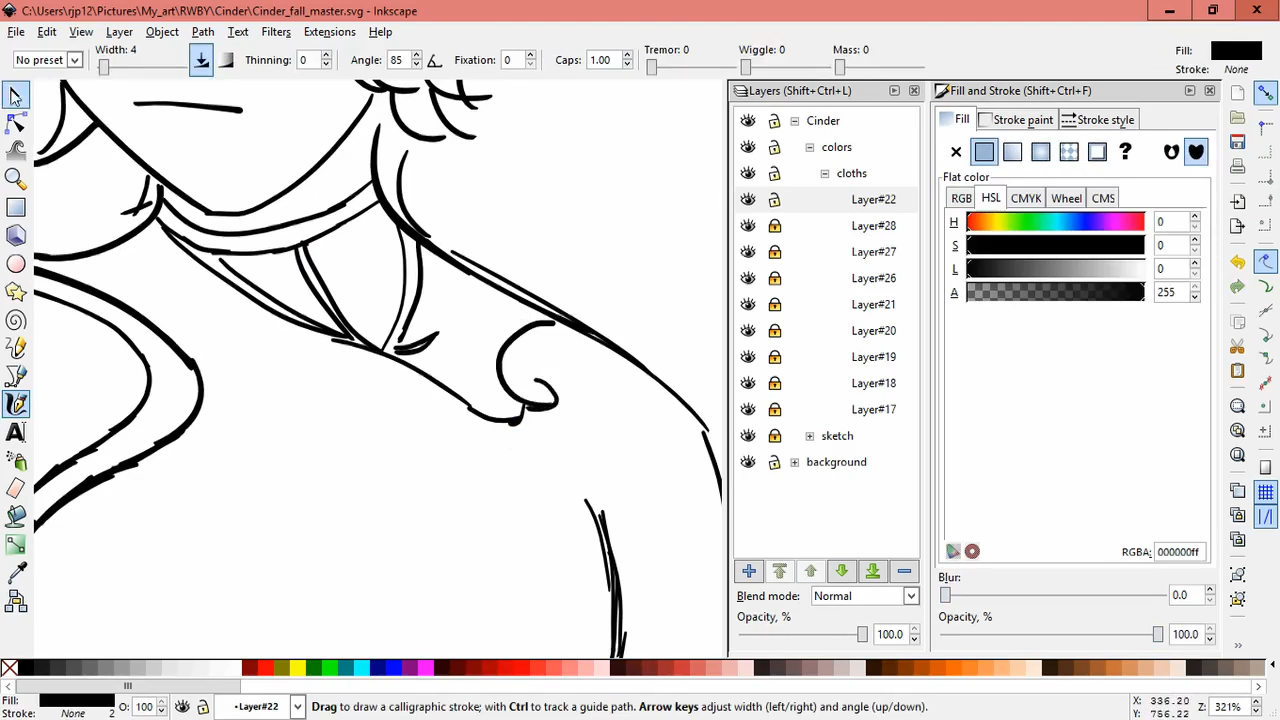 C:\Users\rjp12\Pictures\My_art\RWBY\Cinder\Cinder_fall_master.svg - Inkscape
File Edit View Layer Object Path Text Filters Extensions Help
No preset Width: 4 Thinning: 0 Angle: 85 Fixation: 0 Caps: 1.00 Tremor: 0 Wiggle: 0 Mass: 0 Fill:
Stroke: None
Layers (Shift+Ctrl+L)
Cinder
colors
cloths
Layer#22
Layer#28
Layer#27
Layer#26
Layer#21
Layer#20
Layer#19
Layer#18
Layer#17
sketch
background
Blend mode: Normal
Opacity, %
100.0
Fill and Stroke (Shift+Ctrl+F)
Fill Stroke paint Stroke style
?
Flat color
RGB HSL CMYK Wheel CMS
H 0
S 0
L 0
A 255
RGBA: 000000ff
Blur:
0.0
Opacity, %
100.0
Fill:
Stroke: None 2 O: 100 •Layer#22 Drag to draw a calligraphic stroke; with Ctrl to track a guide path. Arrow keys adjust width (left/right) and angle (up/down).
X: 336.20
Y: 766.22
Z: 321%